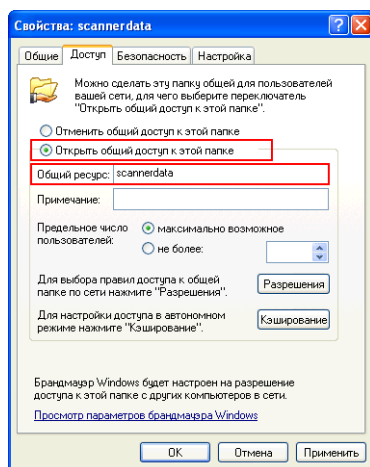 Свойства: scannerdata
Общие Доступ Безопасность Настройка
Можно сделать эту папку общей для пользователей
вашей сети, для чего выберите переключатель
"Открыть общий доступ к этой папке".
Отменить общий доступ к этой папке
Открыть общий доступ к этой папке
Общий ресурс: scannerdata
Примечание:
Предельное число
пользователей:
максимально возможное
не более:
Для выбора правил доступа к общей
папке по сети нажмите "Разрешения".
Разрешения
Для настройки доступа в автономном
режиме нажмите "Кэширование".
Кэширование
Брандмауэр Windows будет настроен на разрешение
доступа к этой папке с других компьютеров в сети.
Просмотр параметров брандмауэра Windows
OK Отмена Применить